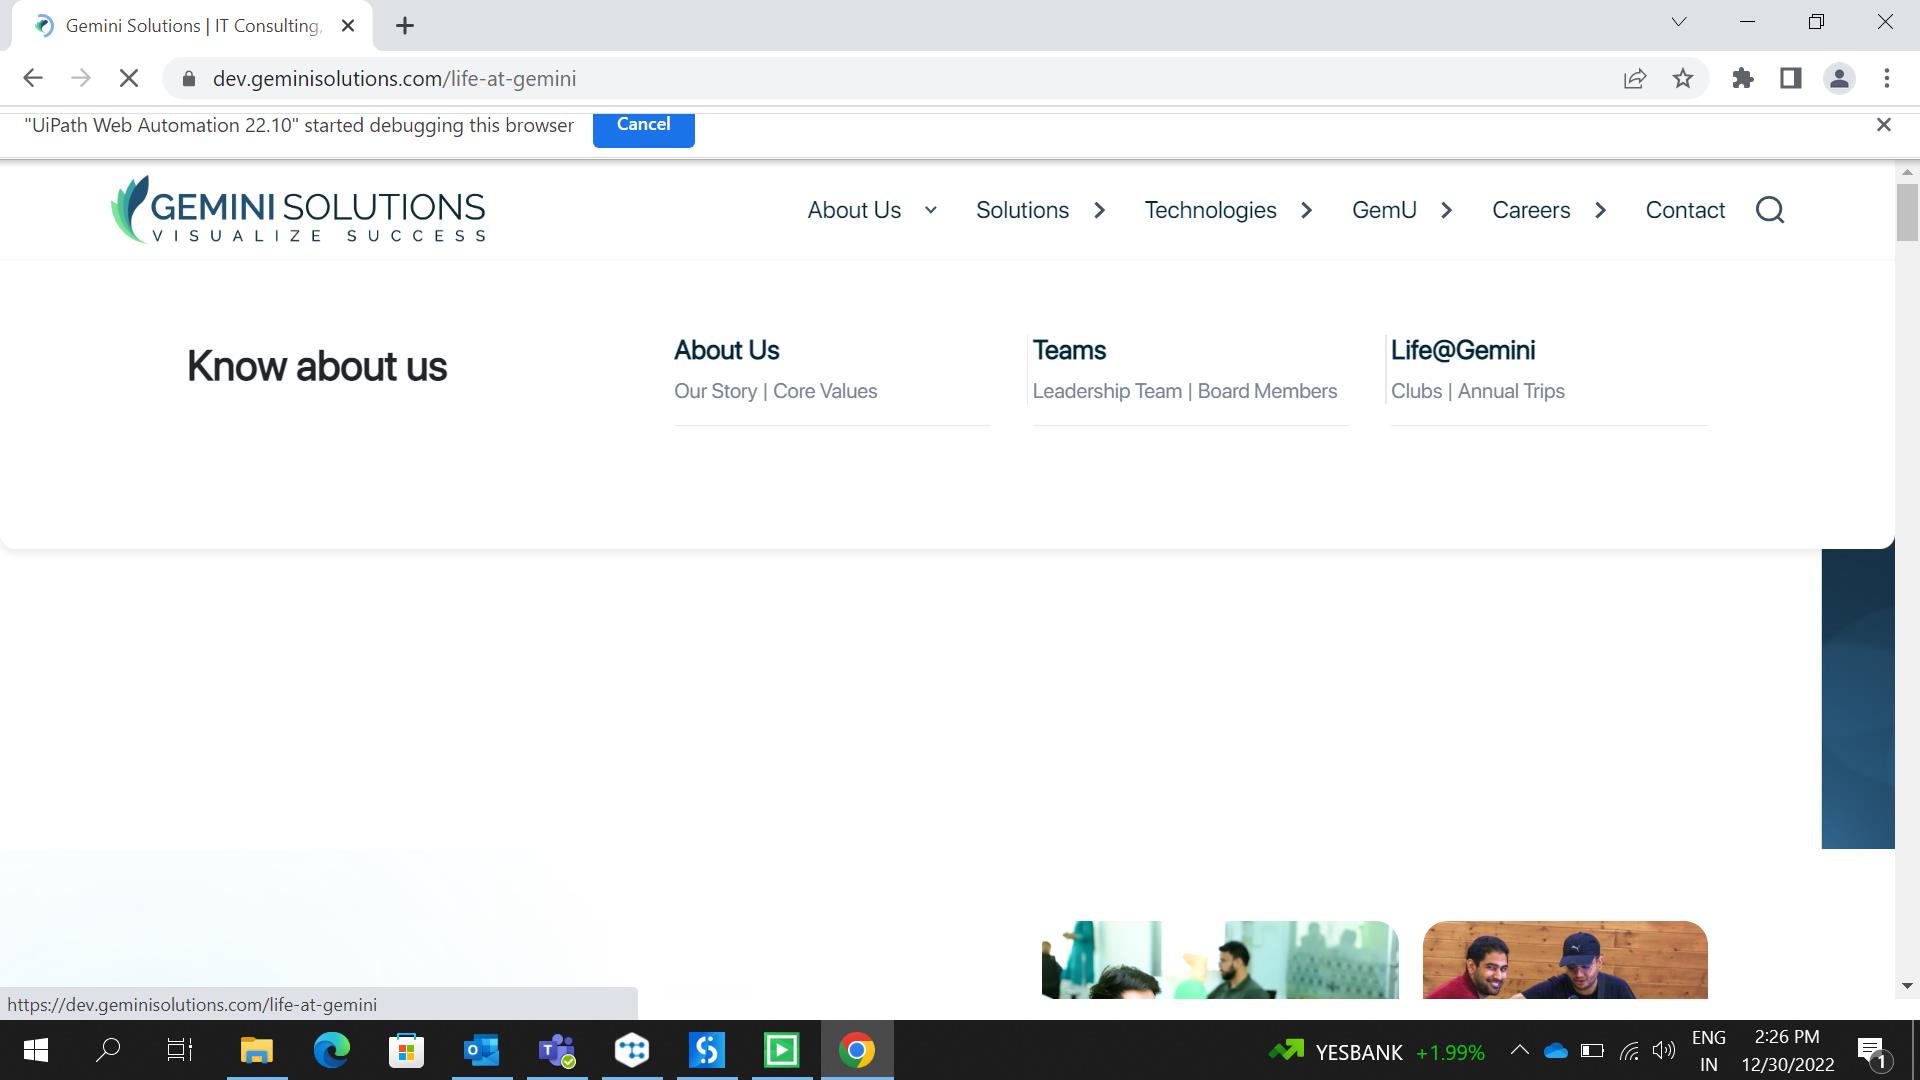 Gemini Solutions | IT Consulting,
dev.geminisolutions.com/life-at-gemini
"UiPath Web Automation 22.10" started debugging this browser Cancel
GEMINI SOLUTIONS
VISUALIZE SUCCESS
About Us Solutions Technologies GemU Careers Contact
Know about us
About Us
Our Story | Core Values
Teams
Leadership Team | Board Members
Life@Gemini
Clubs | Annual Trips
https://dev.geminisolutions.com/life-at-gemini
YESBANK +1.99%
ENG
IN
2:26 PM
12/30/2022
1